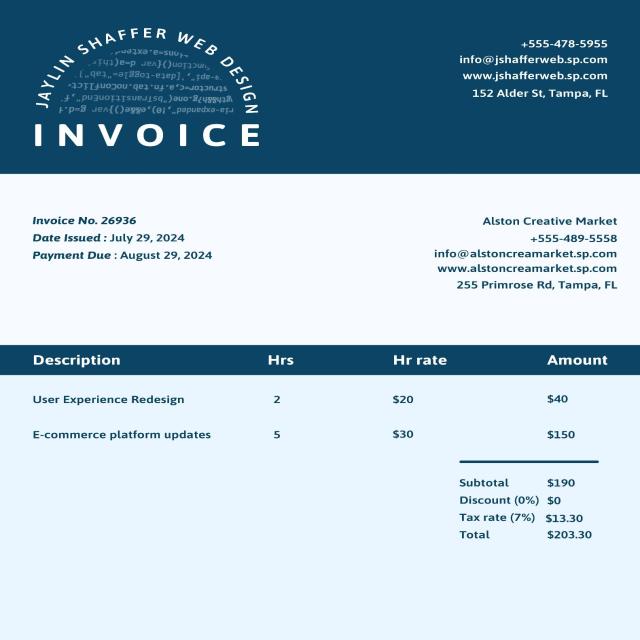 JAYLIN SHAFFER WEB DESIGN
INVOICE
+555-478-5955
info@jshafferweb.sp.com
www.jshafferweb.sp.com
152 Alder St, Tampa, FL
Invoice No. 26936
Date Issued : July 29, 2024
Payment Due : August 29, 2024
Alston Creative Market
+555-489-5558
info@alstoncreamarket.sp.com
www.alstoncreamarket.sp.com
255 Primrose Rd, Tampa, FL
Description Hrs Hr rate Amount
User Experience Redesign 2 $20 $40
E-commerce platform updates 5 $30 $150
Subtotal $190
Discount (0%) $0
Tax rate (7%) $13.30
Total $203.30